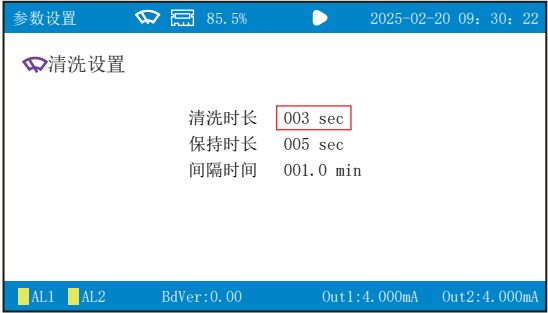 参数设置 85.5% 2025-02-20 09：30：22
清洗设置
清洗时长 003 sec
保持时长 005 sec
间隔时间 001.0 min
AL1 AL2 BdVer:0.00 Out1:4.000mA Out2:4.000mA